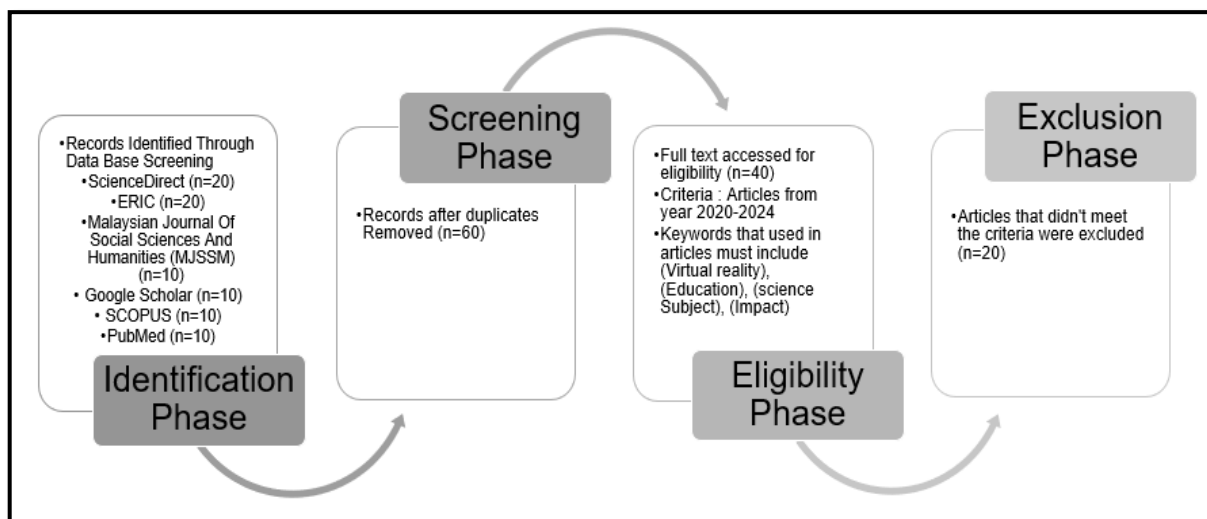 •Records Identified Through
Data Base Screening
•ScienceDirect (n=20)
•ERIC (n=20)
•Malaysian Journal Of
Social Sciences And
Humanities (MJSSM)
(n=10)
•Google Scholar (n=10)
•SCOPUS (n=10)
•PubMed (n=10)
Identification
Phase
Screening
Phase
•Records after duplicates
Removed (n=60)
•Full text accessed for
eligibility (n=40)
•Criteria : Articles from
year 2020-2024
•Keywords that used in
articles must include
(Virtual reality),
(Education), (science
Subject), (Impact)
Eligibility
Phase
Exclusion
Phase
•Articles that didn't meet
the criteria were excluded
(n=20)